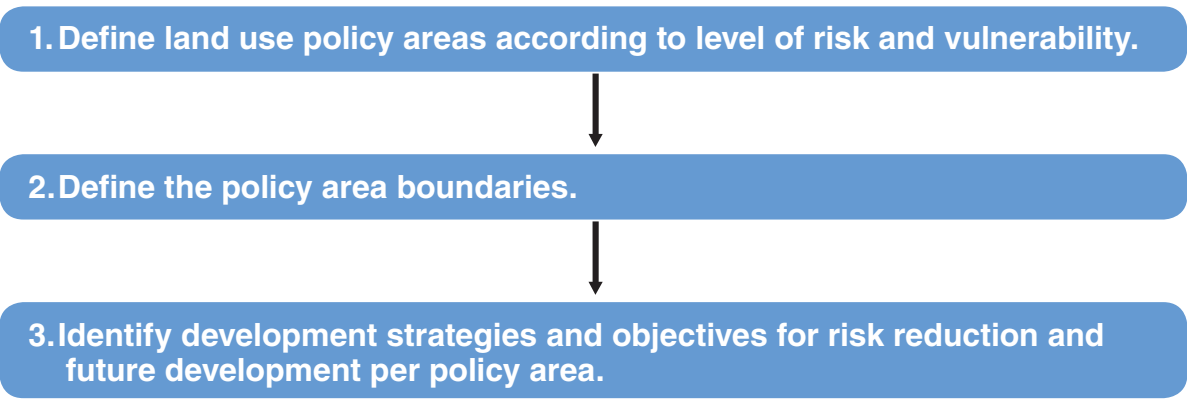 1. Define land use policy areas according to level of risk and vulnerability.
2. Define the policy area boundaries.
3. Identify development strategies and objectives for risk reduction and
future development per policy area.